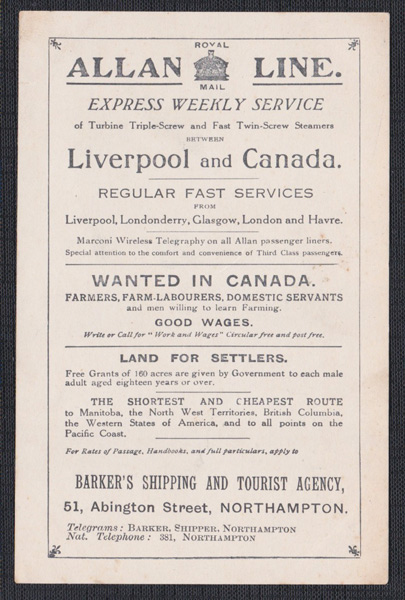 ROYAL
ALLAN LINE.
MAIL
EXPRESS WEEKLY SERVICE
of Turbine Triple-Screw and Fast Twin-Screw Steamers
BETWEEN
Liverpool and Canada.
REGULAR FAST SERVICES
FROM
Liverpool, Londonderry, Glasgow, London and Havre.
Marconi Wireless Telegraphy on all Allan passenger liners.
Special attention to the comfort and convenience of Third Class passengers.
WANTED IN CANADA.
FARMERS, FARM-LABOURERS, DOMESTIC SERVANTS
and men willing to learn Farming.
GOOD WAGES.
Write or Call for "Work and Wages" Circular free and post free.
LAND FOR SETTLERS.
Free Grants of 160 acres are given by Government to each male
adult aged eighteen years or over.
THE SHORTEST AND CHEAPEST ROUTE
to Manitoba, the North West Territories, British Columbia,
the Western States of America, and to all points on the
Pacific Coast.
For Rates of Passage, Handbooks, and full particulars, apply to
BARKER'S SHIPPING AND TOURIST AGENCY,
51, Abington Street, NORTHAMPTON.
Telegrams: BARKER, SHIPPER, NORTHAMPTON
Nat. Telephone: 381, NORTHAMPTON